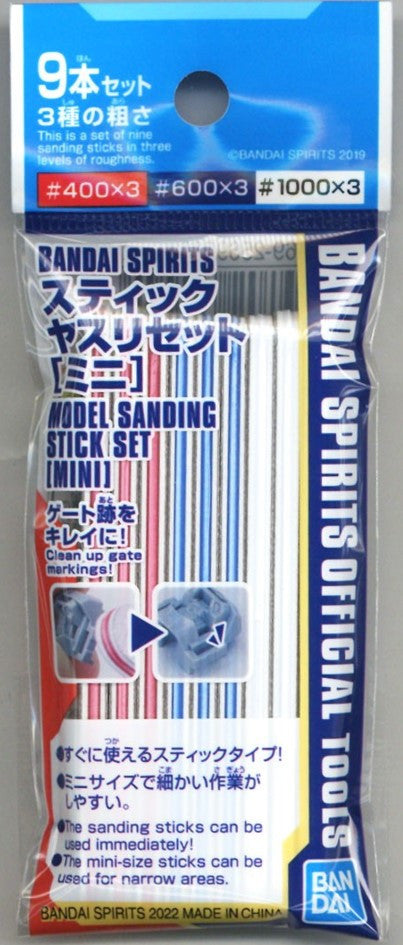 9本セット
3種の粗さ
This is a set of nine
sanding sticks in three
levels of roughness.
©BANDAI SPIRITS 2019
#400×3 #600×3 #1000×3
BANDAI SPIRITS
スティック
ヤスリセット
[ミニ]
MODEL SANDING
STICK SET
[MINI]
ゲート跡を
キレイに!
Clean up gate
markings!
●すぐに使えるスティックタイプ!
●ミニサイズで細かい作業が
しやすい。
●The sanding sticks can be
used immediately!
●The mini-size sticks can be
used for narrow areas.
BANDAI SPIRITS 2022 MADE IN CHINA
BANDAI SPIRITS OFFICIAL TOOLS
BAN
DAI